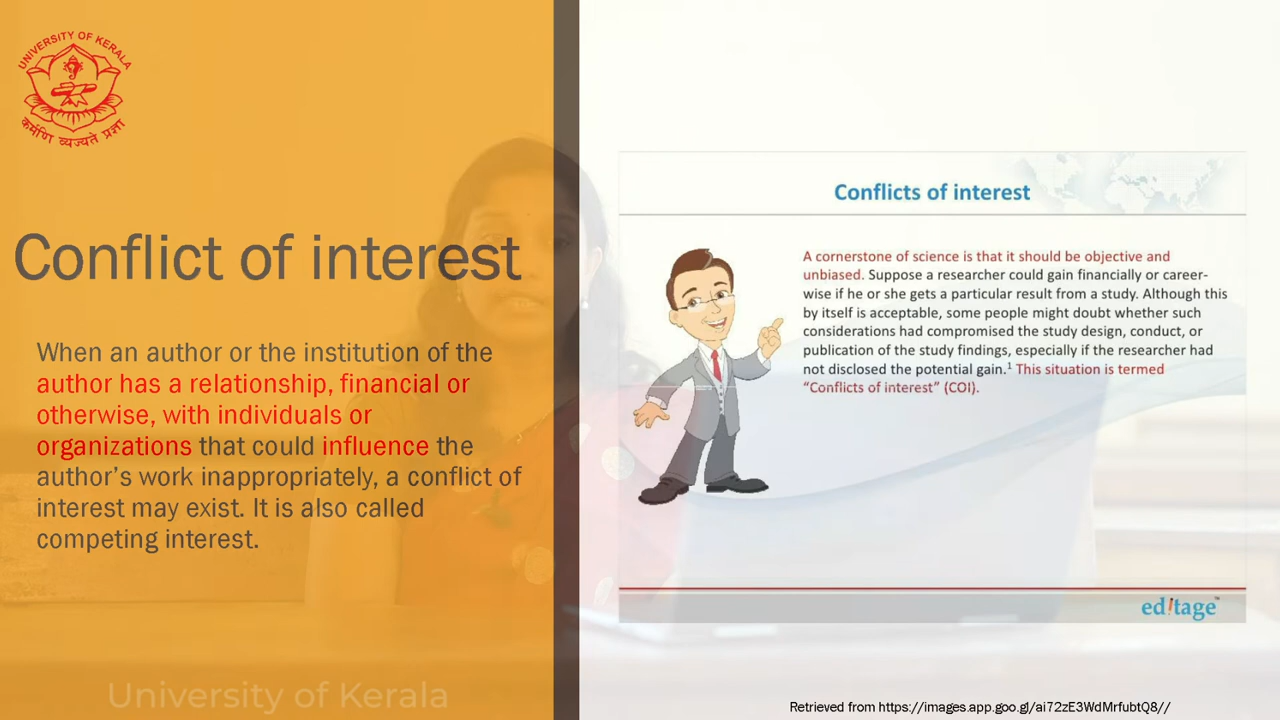 UNIVERSITY OF KERALA
कर्मणि व्यज्यते प्रज्ञा
Conflict of interest
When an author or the institution of the
author has a relationship, financial or
otherwise, with individuals or
organizations that could influence the
author's work inappropriately, a conflict of
interest may exist. It is also called
competing interest.
University of Kerala
Conflicts of interest
A cornerstone of science is that it should be objective and
unbiased. Suppose a researcher could gain financially or career-
wise if he or she gets a particular result from a study. Although this
by itself is acceptable, some people might doubt whether such
considerations had compromised the study design, conduct, or
publication of the study findings, especially if the researcher had
not disclosed the potential gain.¹ This situation is termed
“Conflicts of interest” (COI).
ed!tage™
Retrieved from https://images.app.goo.gl/ai72zE3WdMrfubtQ8//